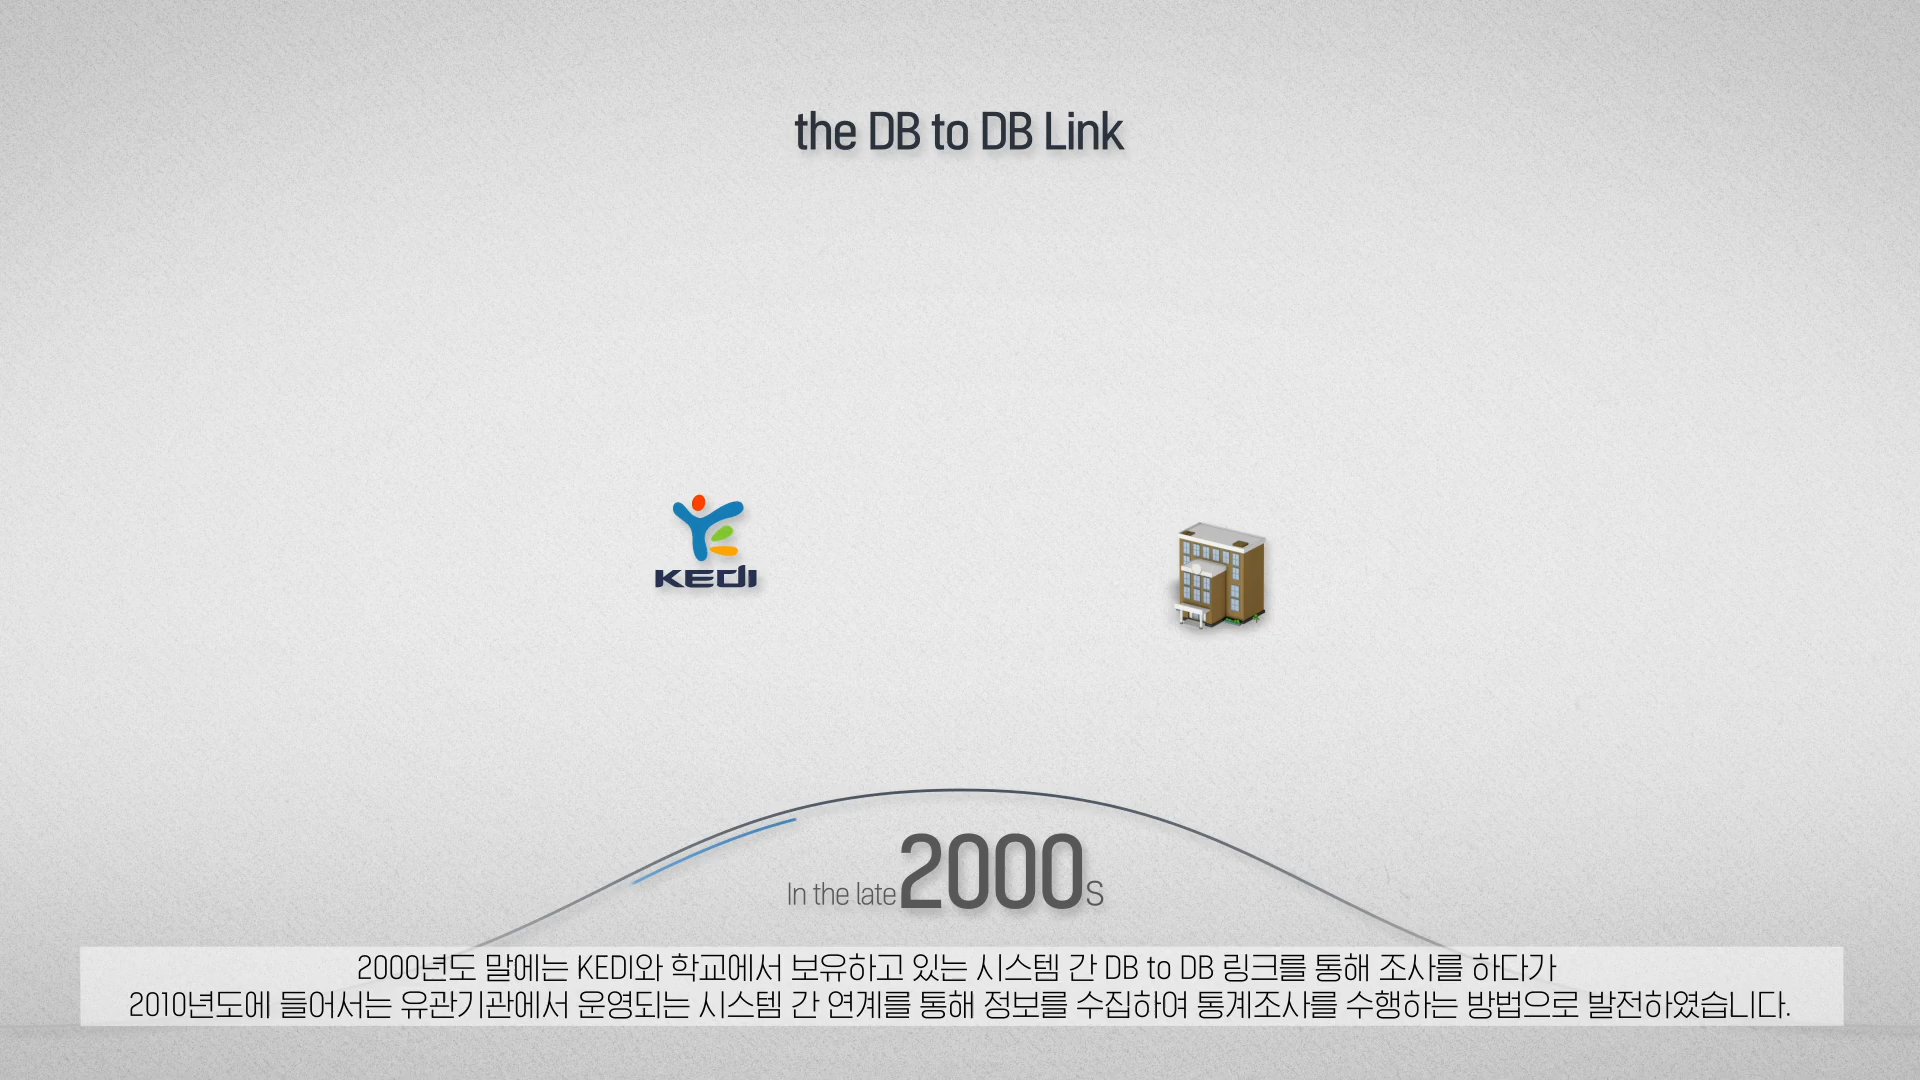 the DB to DB Link
KEDI
In the late 2000s
2000년도 말에는 KEDI와 학교에서 보유하고 있는 시스템 간 DB to DB 링크를 통해 조사를 하다가
2010년도에 들어서는 유관기관에서 운영되는 시스템 간 연계를 통해 정보를 수집하여 통계조사를 수행하는 방법으로 발전하였습니다.